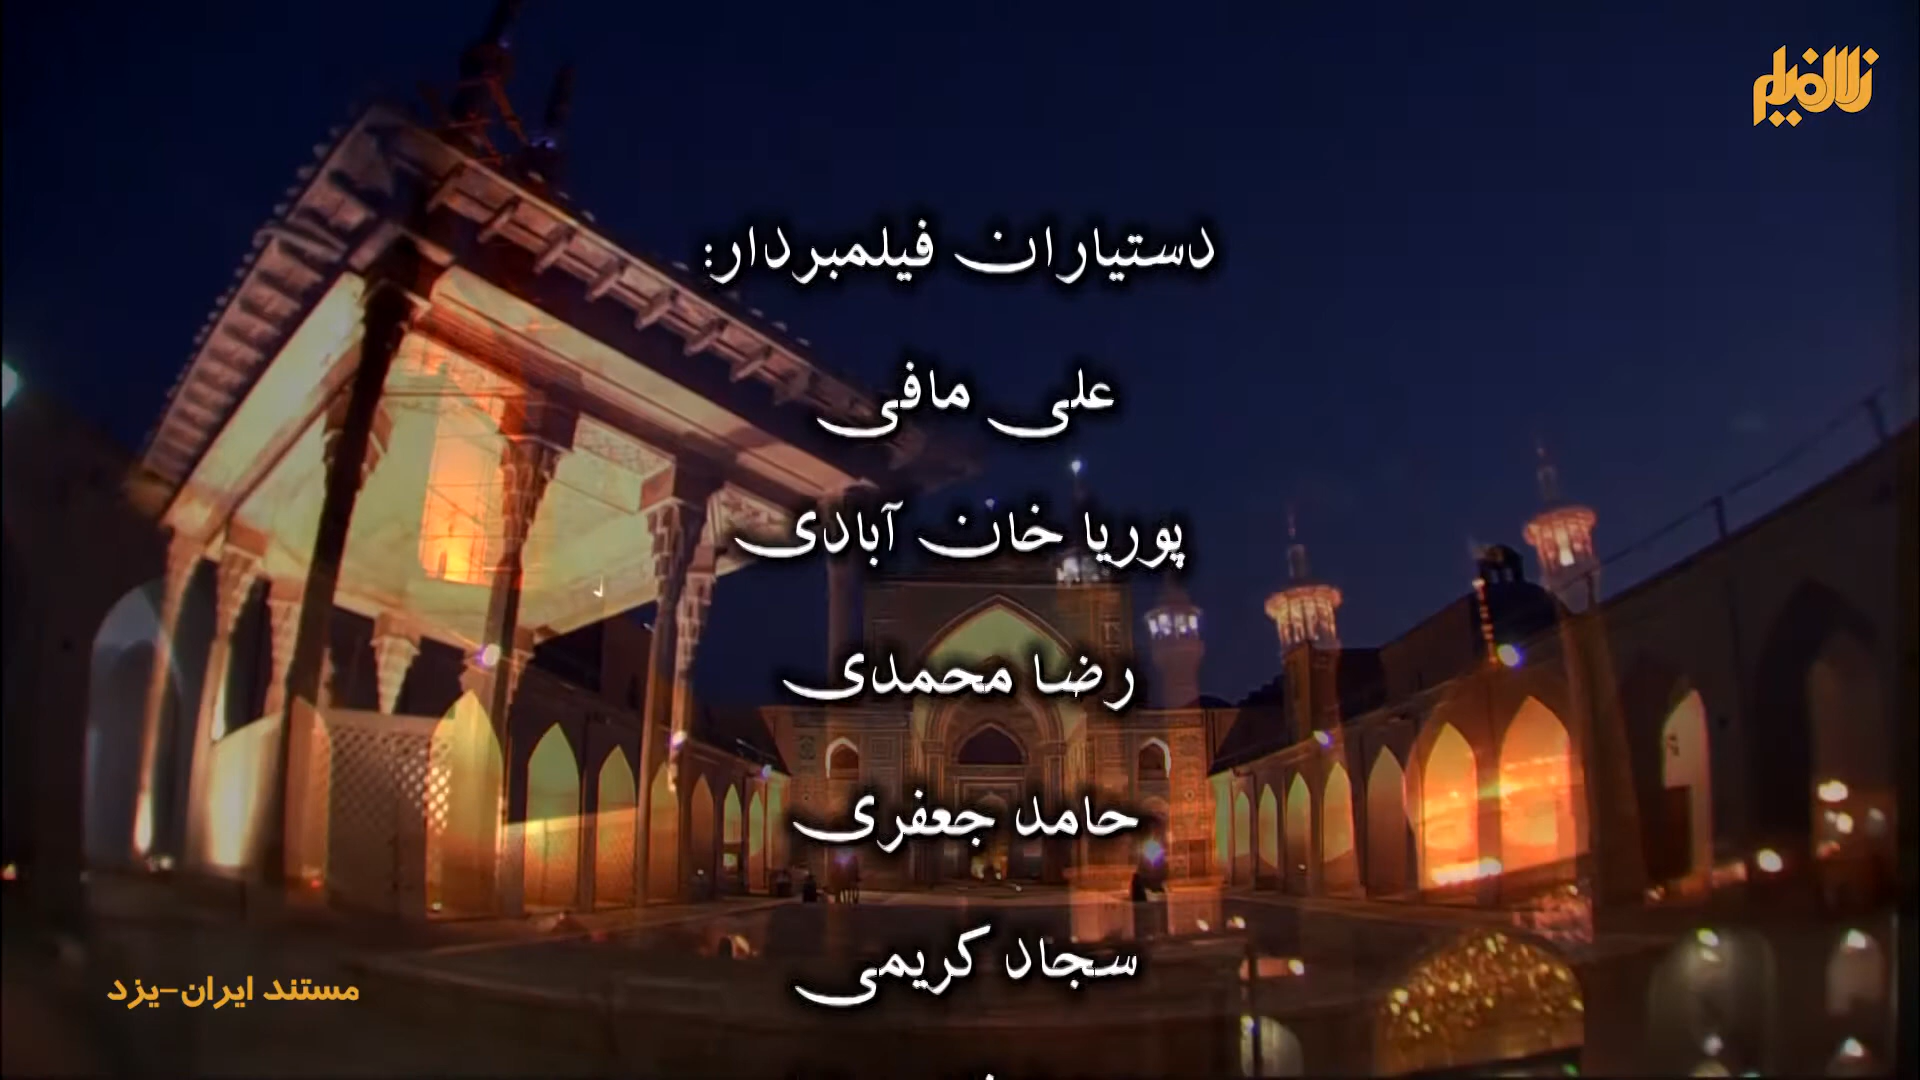 دستیاران فیلمبردار:
علی مافی
پوریا خان آبادی
رضا محمدی
حامد جعفری
سجاد کریمی
مستند ایران-یزد